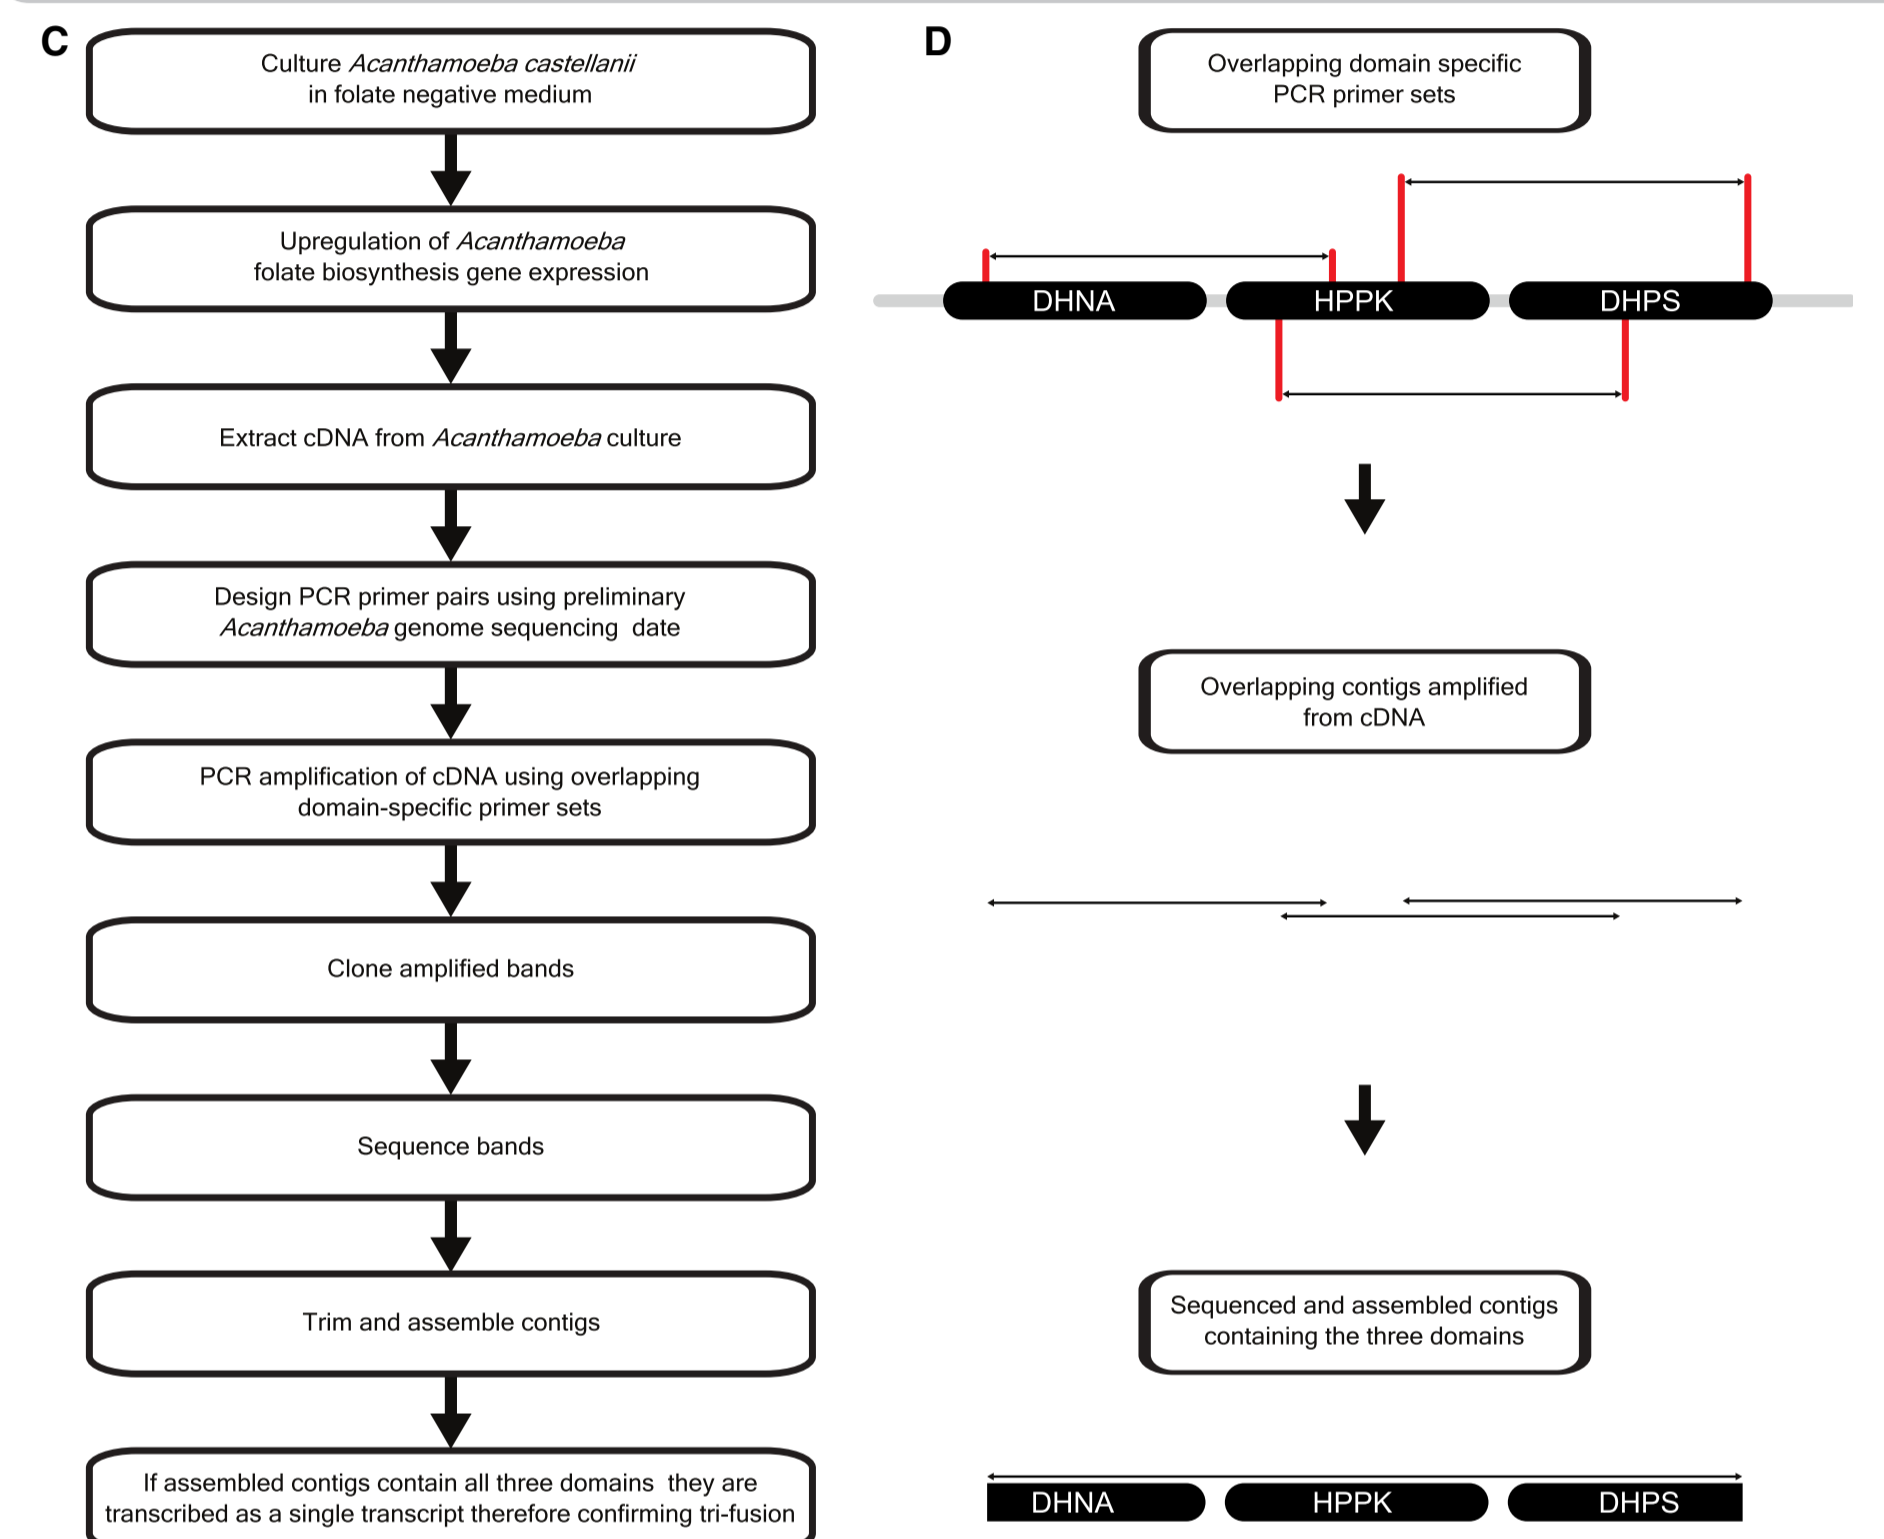 C
Culture Acanthamoeba castellanii
in folate negative medium
Upregulation of Acanthamoeba
folate biosynthesis gene expression
Extract cDNA from Acanthamoeba culture
Design PCR primer pairs using preliminary
Acanthamoeba genome sequencing date
PCR amplification of cDNA using overlapping
domain-specific primer sets
Clone amplified bands
Sequence bands
Trim and assemble contigs
If assembled contigs contain all three domains they are
transcribed as a single transcript therefore confirming tri-fusion
D
Overlapping domain specific
PCR primer sets
DHNA HPPK DHPS
Overlapping contigs amplified
from cDNA
Sequenced and assembled contigs
containing the three domains
DHNA HPPK DHPS